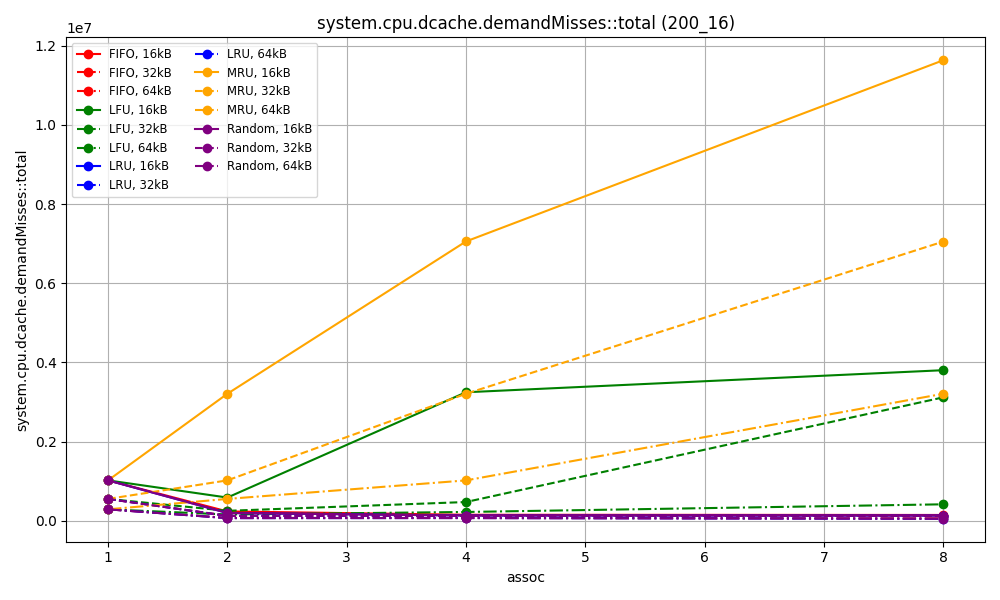 system.cpu.dcache.demandMisses::total (200_16)
1e7
FIFO, 16kB
FIFO, 32kB
FIFO, 64kB
LFU, 16kB
LFU, 32kB
LFU, 64kB
LRU, 16kB
LRU, 32kB
LRU, 64kB
MRU, 16kB
MRU, 32kB
MRU, 64kB
Random, 16kB
Random, 32kB
Random, 64kB
system.cpu.dcache.demandMisses::total
1.2
1.0
0.8
0.6
0.4
0.2
0.0
1 2 3 4 5 6 7 8
assoc